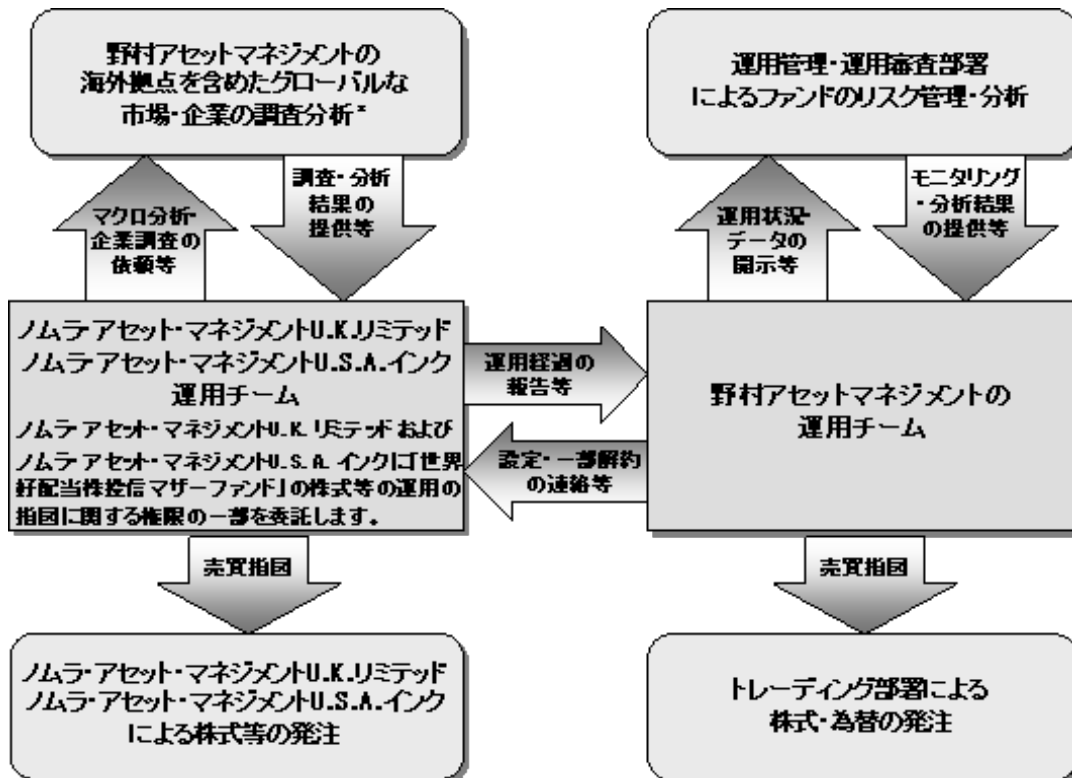 野村アセットマネジメントの
海外拠点を含めたグローバルな
市場・企業の調査分析*
運用管理・運用審査部署
によるファンドのリスク管理・分析
マクロ分析・
企業調査の
依頼等
調査・分析
結果の
提供等
運用状況・
データの
開示等
モニタリング
・分析結果
の提供等
ノムラ・アセット・マネジメントU.K.リミテッド
ノムラ・アセット・マネジメントU.S.A.インク
運用チーム
ノムラ・アセット・マネジメントU.K.リミテッドおよび
ノムラ・アセット・マネジメントU.S.A.インクに「世界
好配当株投信マザーファンド」の株式等の運用の
指図に関する権限の一部を委託します。
運用経過の
報告等
設定・一部解約
の連絡等
野村アセットマネジメントの
運用チーム
売買指図
売買指図
ノムラ・アセット・マネジメントU.K.リミテッド
ノムラ・アセット・マネジメントU.S.A.インク
による株式等の発注
トレーディング部署による
株式・為替の発注